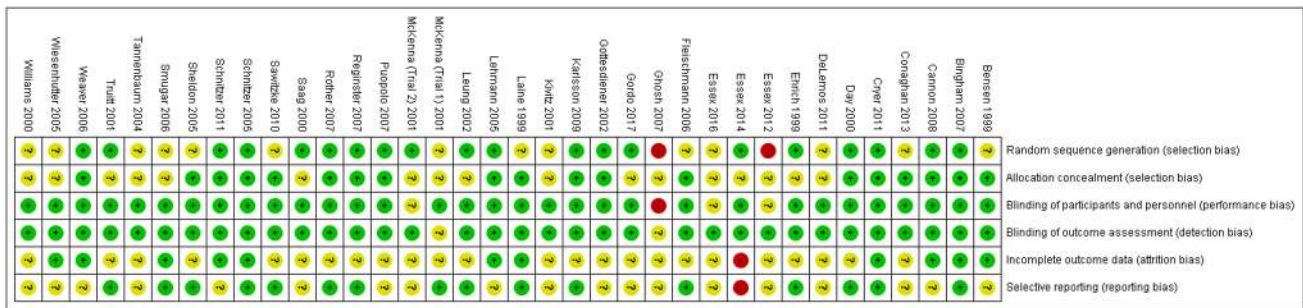 Williams 2000
Wiesenhutter 2005
Weaver 2006
Truitt 2001
Tannenbaum 2004
Smugar 2006
Sheldon 2005
Schnitzer 2011
Schnitzer 2005
Sawitzke 2010
Saag 2000
Rother 2007
Reginster 2007
Puopolo 2007
McKenna (Trial 2) 2001
McKenna (Trial 1) 2001
Leung 2002
Lehmann 2005
Laine 1999
Kivitz 2001
Karlsson 2009
Gottesdiener 2002
Gordo 2017
Ghosh 2007
Fleischmann 2006
Essex 2016
Essex 2014
Essex 2012
Ehrich 1999
DeLemos 2011
Day 2000
Cryer 2011
Conaghan 2013
Cannon 2008
Bingham 2007
Bensen 1999
Random sequence generation (selection bias)
Allocation concealment (selection bias)
Blinding of participants and personnel (performance bias)
Blinding of outcome assessment (detection bias)
Incomplete outcome data (attrition bias)
Selective reporting (reporting bias)